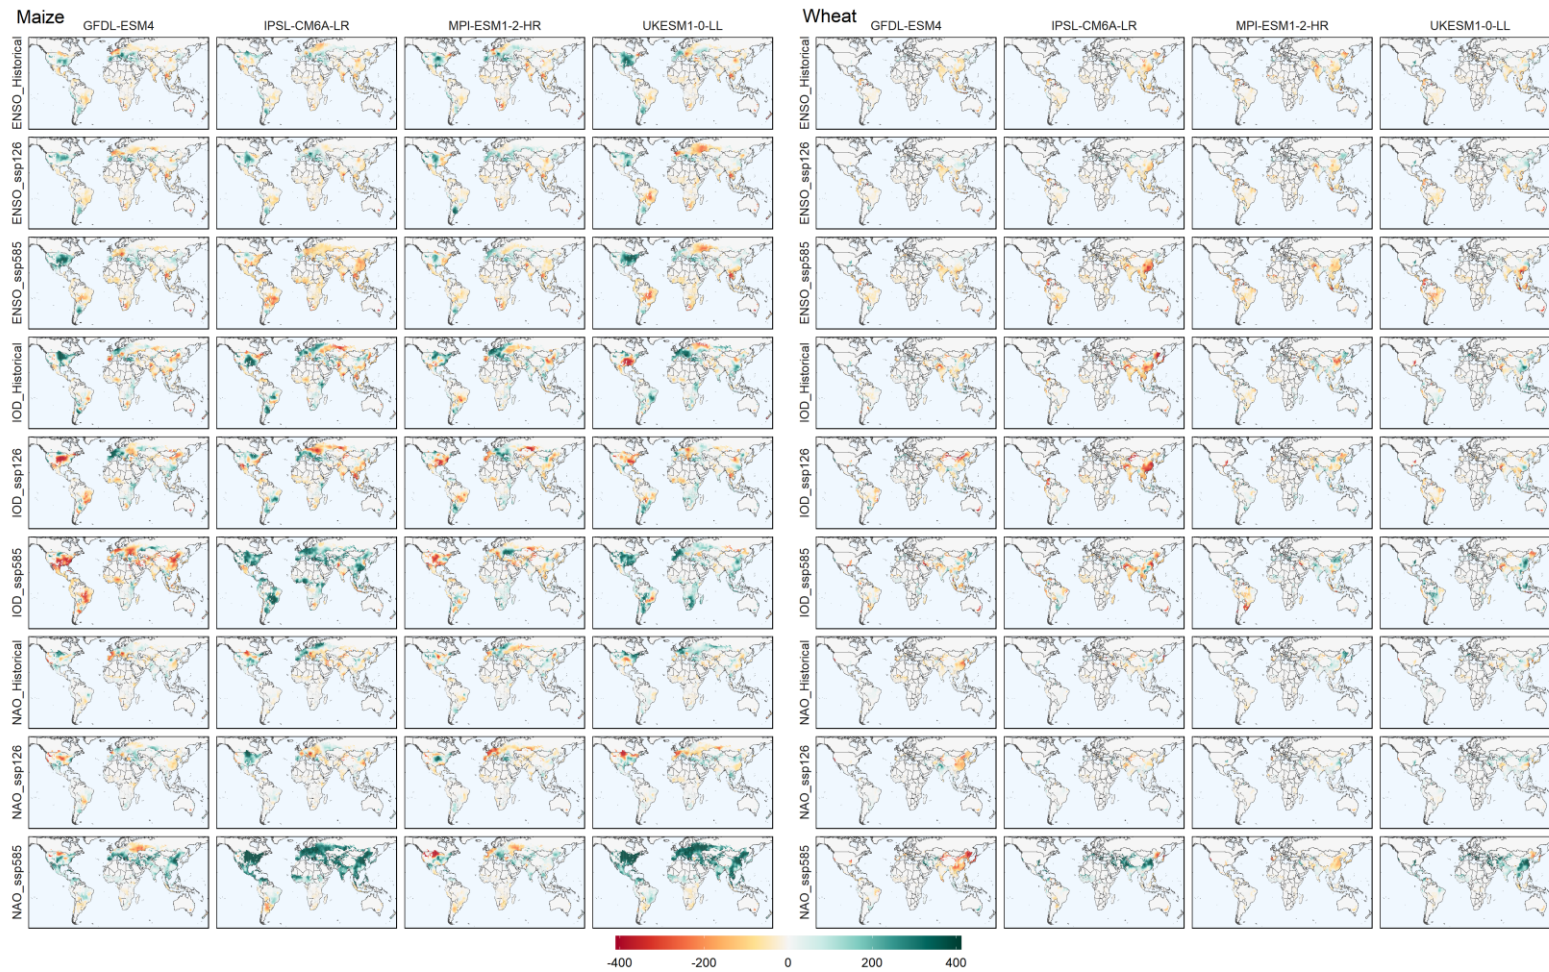 Maize
Wheat
GFDL-ESM4 IPSL-CM6A-LR MPI-ESM1-2-HR UKESM1-0-LL GFDL-ESM4 IPSL-CM6A-LR MPI-ESM1-2-HR UKESM1-0-LL
ENSO_Historical ENSO_Historical
ENSO_ssp126 ENSO_ssp126
ENSO_ssp585 ENSO_ssp585
IOD_Historical IOD_Historical
IOD_ssp126 IOD_ssp126
IOD_ssp585 IOD_ssp585
NAO_Historical NAO_Historical
NAO_ssp126 NAO_ssp126
NAO_ssp585 NAO_ssp585
-400 -200 0 200 400